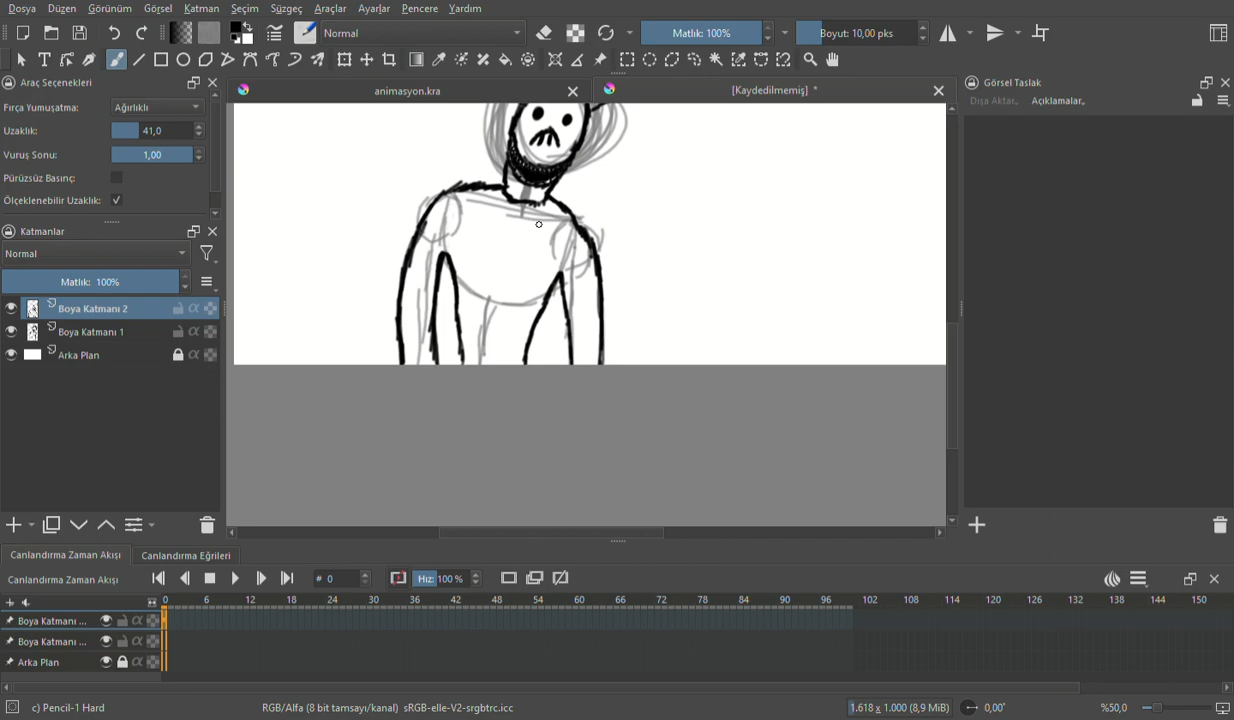 Dosya Düzen Görünüm Görsel Katman Seçim Süzgeç Araçlar Ayarlar Pencere Yardım
Normal Matlık: 100% Boyut: 10,00 pks
Araç Seçenekleri
animasyon.kra
[Kaydedilmemiş] *
Görsel Taslak
Dışa Aktar.. Açıklamalar..
Fırça Yumuşatma: Ağırlıklı
Uzaklık: 41,0
Vuruş Sonu: 1,00
Pürüzsüz Basınç:
Ölçeklenebilir Uzaklık:
Katmanlar
Normal
Matlık: 100%
Boya Katmanı 2
Boya Katmanı 1
Arka Plan
Canlandırma Zaman Akışı Canlandırma Eğrileri
Canlandırma Zaman Akışı # 0 Hız: 100 %
0 6 12 18 24 30 36 42 48 54 60 66 72 78 84 90 96 102 108 114 120 126 132 138 144 150
Boya Katmanı ...
Boya Katmanı ...
Arka Plan
c) Pencil-1 Hard RGB/Alfa (8 bit tamsayı/kanal) sRGB-elle-V2-srgbtrc.icc 1.618 x 1.000 (8,9 MiB) 0,00° %50,0